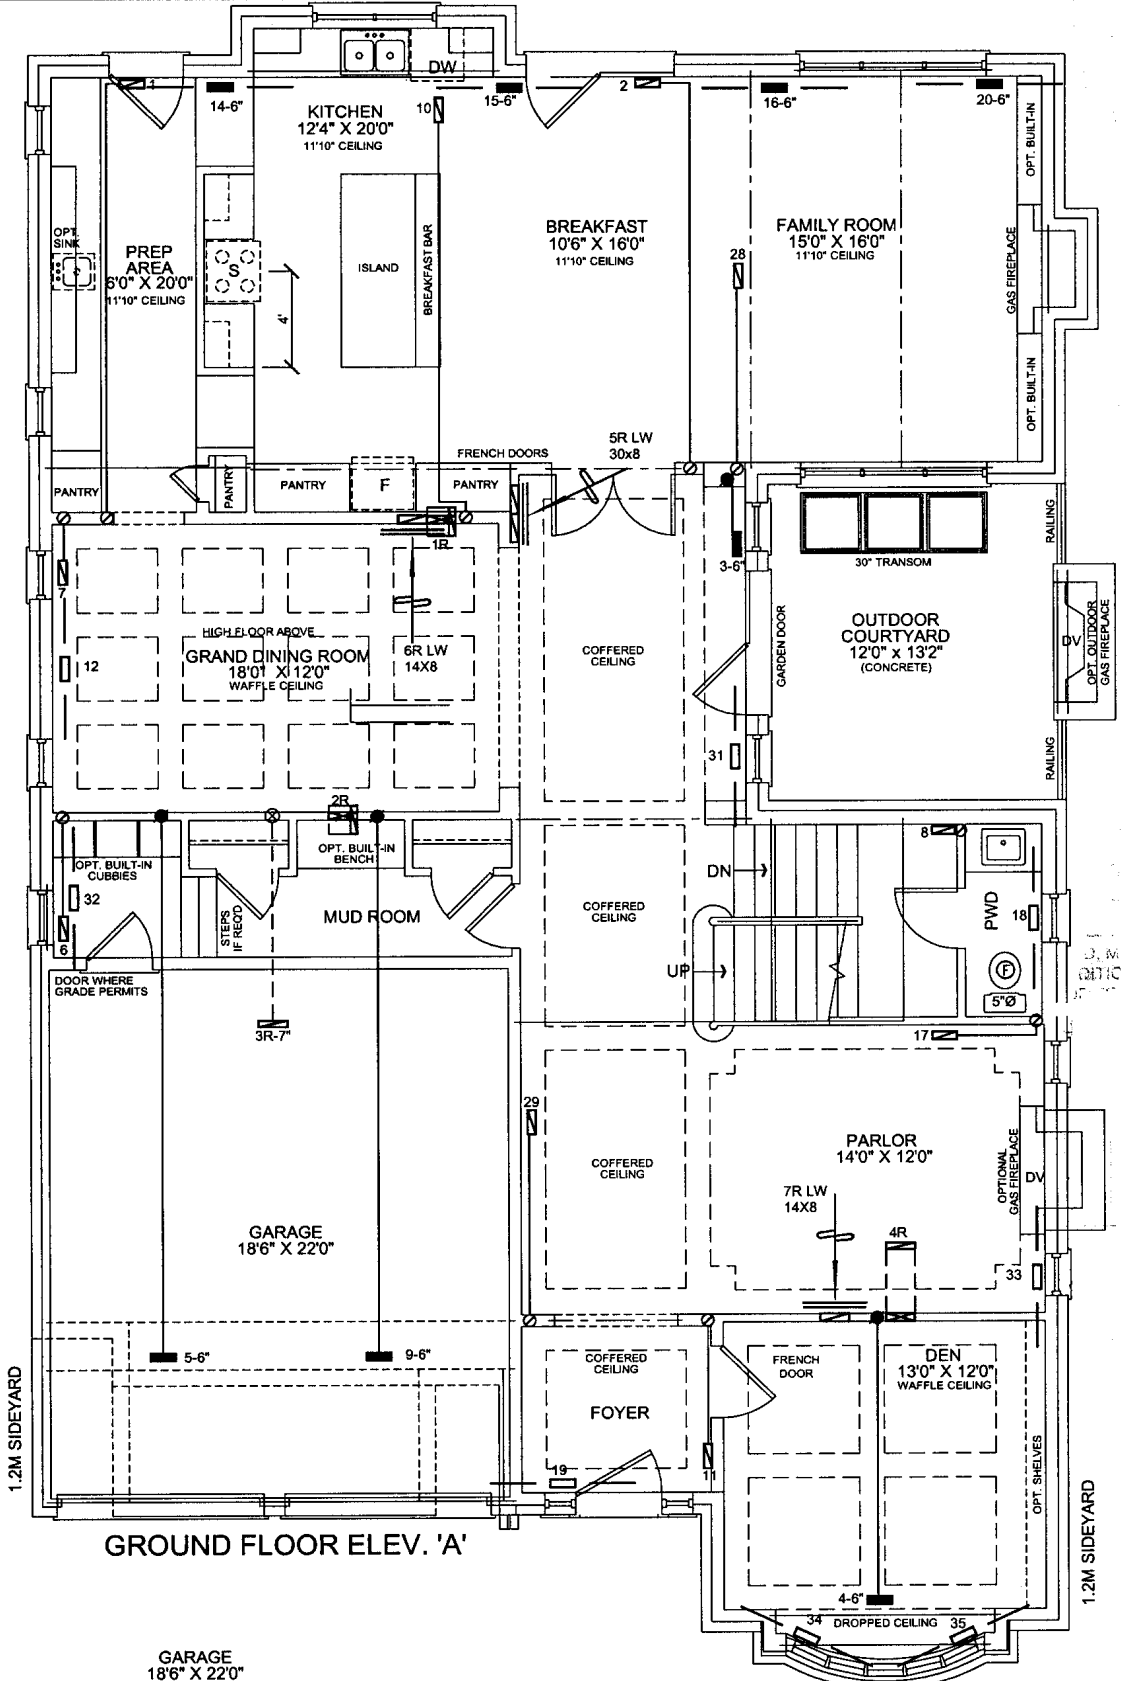 DW
1
14-6"
10
15-6"
2
16-6"
20-6"
KITCHEN
12'4" X 20'0"
11'10" CEILING
OPT. BUILT-IN
OPT.
SINK
PREP
AREA
6'0" X 20'0"
11'10" CEILING
S
4'
ISLAND
BREAKFAST BAR
BREAKFAST
10'6" X 16'0"
11'10" CEILING
28
FAMILY ROOM
15'0" X 16'0"
11'10" CEILING
GAS FIREPLACE
OPT. BUILT-IN
5R LW
30x8
FRENCH DOORS
PANTRY
PANTRY
PANTRY
F
PANTRY
1R
7
3-6"
30" TRANSOM
RAILING
HIGH FLOOR ABOVE
GRAND DINING ROOM
18'0" X 12'0"
WAFFLE CEILING
12
6R LW
14X8
COFFERED
CEILING
GARDEN DOOR
OUTDOOR
COURTYARD
12'0" x 13'2"
(CONCRETE)
DV
OPT. OUTDOOR
GAS FIREPLACE
31
RAILING
2R
OPT. BUILT-IN
BENCH
OPT. BUILT-IN
CUBBIES
32
6
STEPS
IF REQ'D
MUD ROOM
COFFERED
CEILING
DN
UP
8
PWD
18
F
5"Ø
DOOR WHERE
GRADE PERMITS
3R-7"
17
29
COFFERED
CEILING
PARLOR
14'0" X 12'0"
OPTIONAL
GAS FIREPLACE
DV
7R LW
14X8
4R
33
GARAGE
18'6" X 22'0"
5-6"
9-6"
COFFERED
CEILING
FOYER
FRENCH
DOOR
DEN
13'0" X 12'0"
WAFFLE CEILING
11
19
OPT. SHELVES
1.2M SIDEYARD
1.2M SIDEYARD
GROUND FLOOR ELEV. 'A'
4-6"
34
DROPPED CEILING
35
GARAGE
18'6" X 22'0"